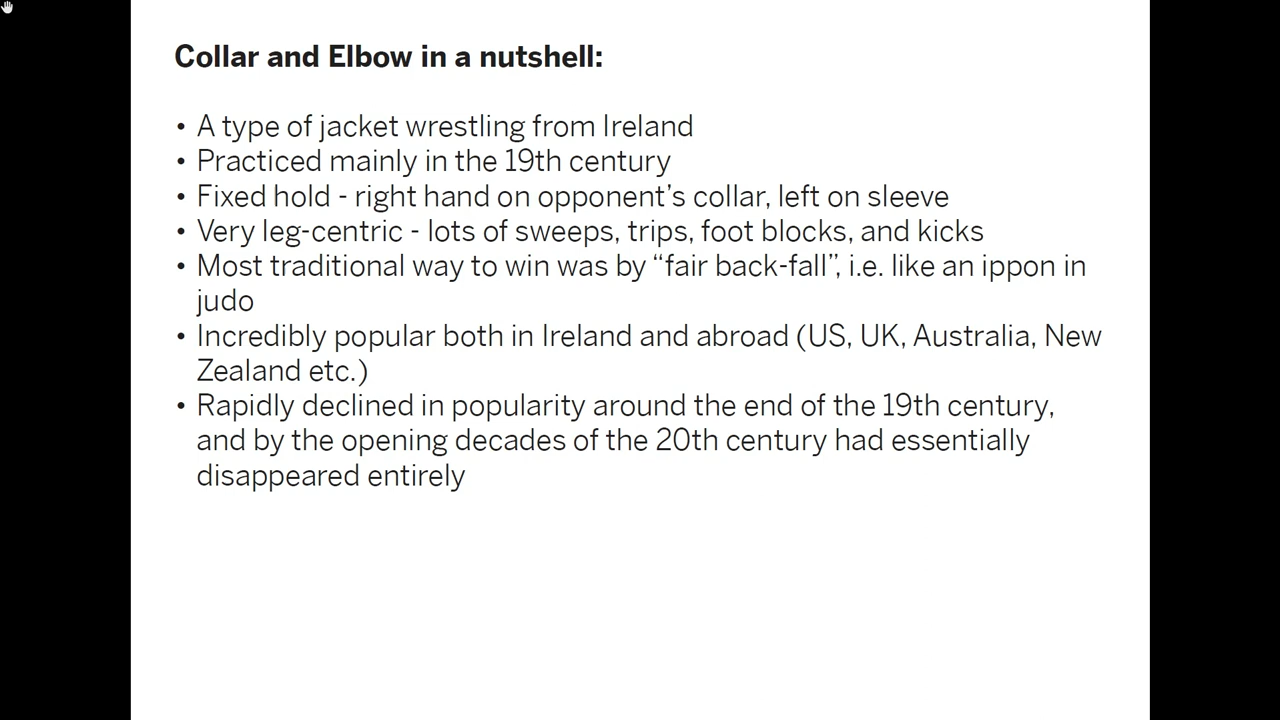 Collar and Elbow in a nutshell:
• A type of jacket wrestling from Ireland
• Practiced mainly in the 19th century
• Fixed hold - right hand on opponent’s collar, left on sleeve
• Very leg-centric - lots of sweeps, trips, foot blocks, and kicks
• Most traditional way to win was by “fair back-fall”, i.e. like an ippon in
judo
• Incredibly popular both in Ireland and abroad (US, UK, Australia, New
Zealand etc.)
• Rapidly declined in popularity around the end of the 19th century,
and by the opening decades of the 20th century had essentially
disappeared entirely